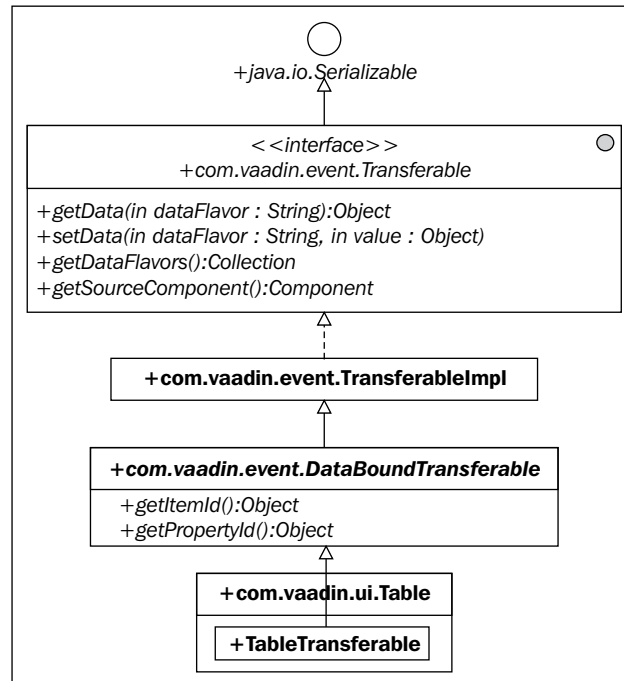 +java.io.Serializable
<<interface>>
+com.vaadin.event.Transferable
+getData(in dataFlavor : String):Object
+setData(in dataFlavor : String, in value : Object)
+getDataFlavors():Collection
+getSourceComponent():Component
+com.vaadin.event.TransferableImpl
+com.vaadin.event.DataBoundTransferable
+getItemId():Object
+getPropertyId():Object
+com.vaadin.ui.Table
+TableTransferable